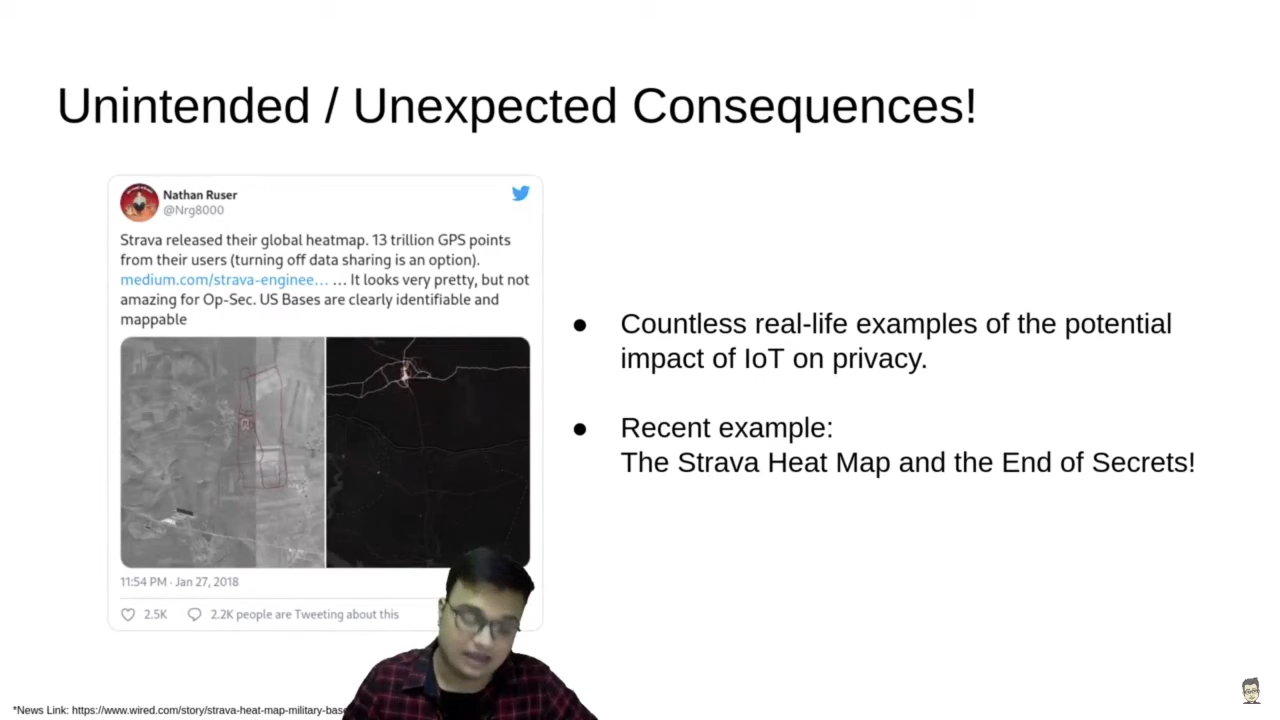 Unintended / Unexpected Consequences!
Nathan Ruser
@Nrg8000
Strava released their global heatmap. 13 trillion GPS points
from their users (turning off data sharing is an option).
medium.com/strava-enginee… … It looks very pretty, but not
amazing for Op-Sec. US Bases are clearly identifiable and
mappable
11:54 PM · Jan 27, 2018
2.5K 2.2K people are Tweeting about this
● Countless real-life examples of the potential
impact of IoT on privacy.
● Recent example:
The Strava Heat Map and the End of Secrets!
*News Link: https://www.wired.com/story/strava-heat-map-military-bas